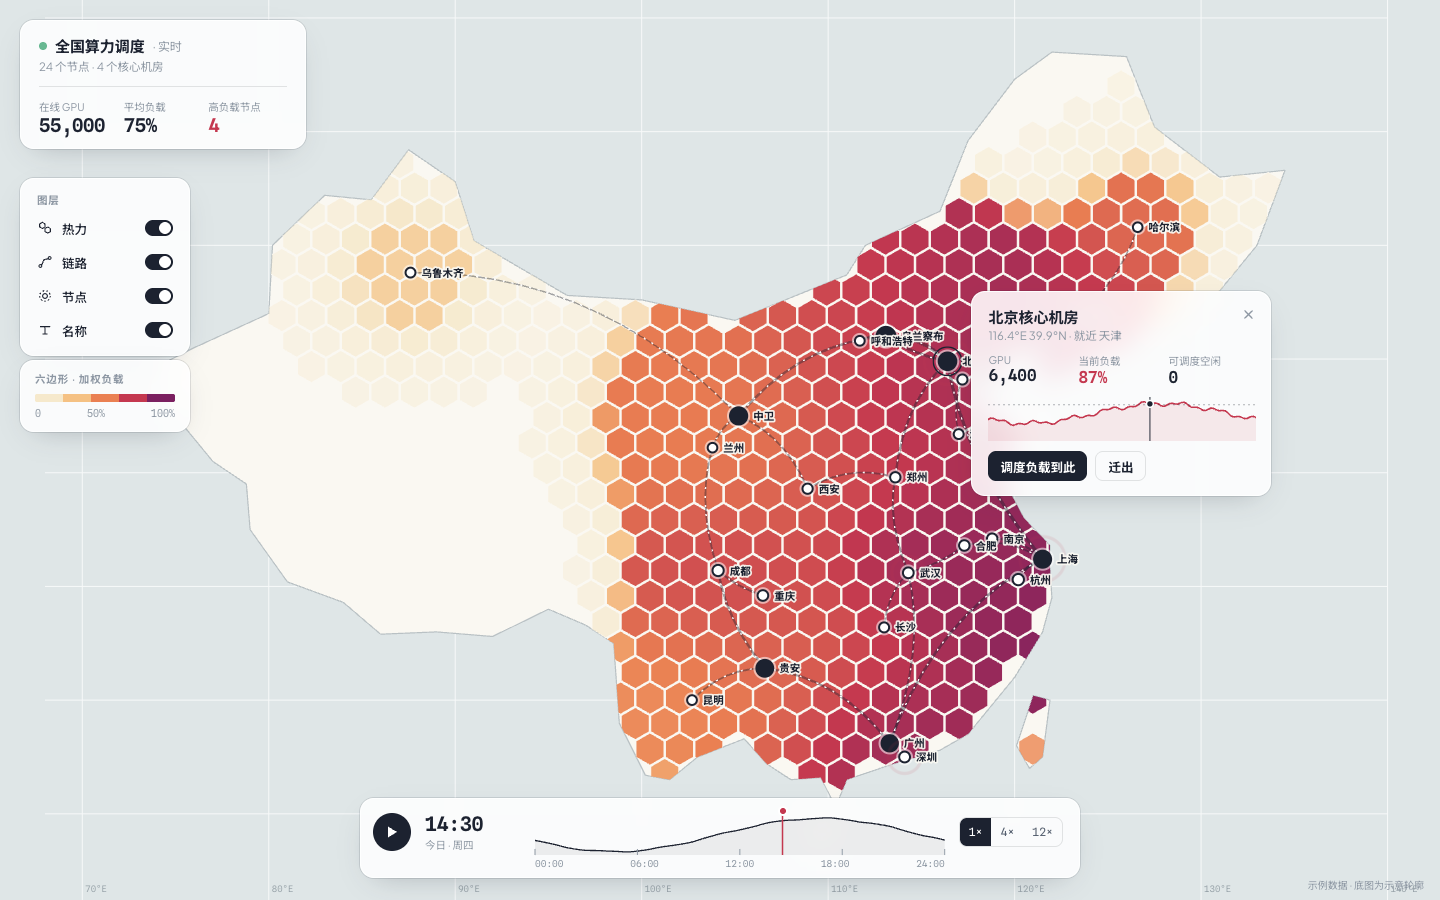 全国算力调度 · 实时
24 个节点 · 4 个核心机房
在线 GPU 平均负载 高负载节点
55,000 75% 4
图层
热力
链路
节点
名称
六边形 · 加权负载
0 50% 100%
哈尔滨
乌鲁木齐
乌兰察布
呼和浩特
北
中卫
兰州
西安
郑州
合肥
南京
上海
杭州
武汉
成都
重庆
长沙
贵安
昆明
广州
深圳
北京核心机房
116.4°E 39.9°N · 就近 天津
GPU 当前负载 可调度空闲
6,400 87% 0
调度负载到此 迁出
14:30
今日 · 周四
00:00 06:00 12:00 18:00 24:00
1× 4× 12×
70°E 80°E 90°E 100°E 110°E 120°E 130°E
示例数据 · 底图为示意轮廓